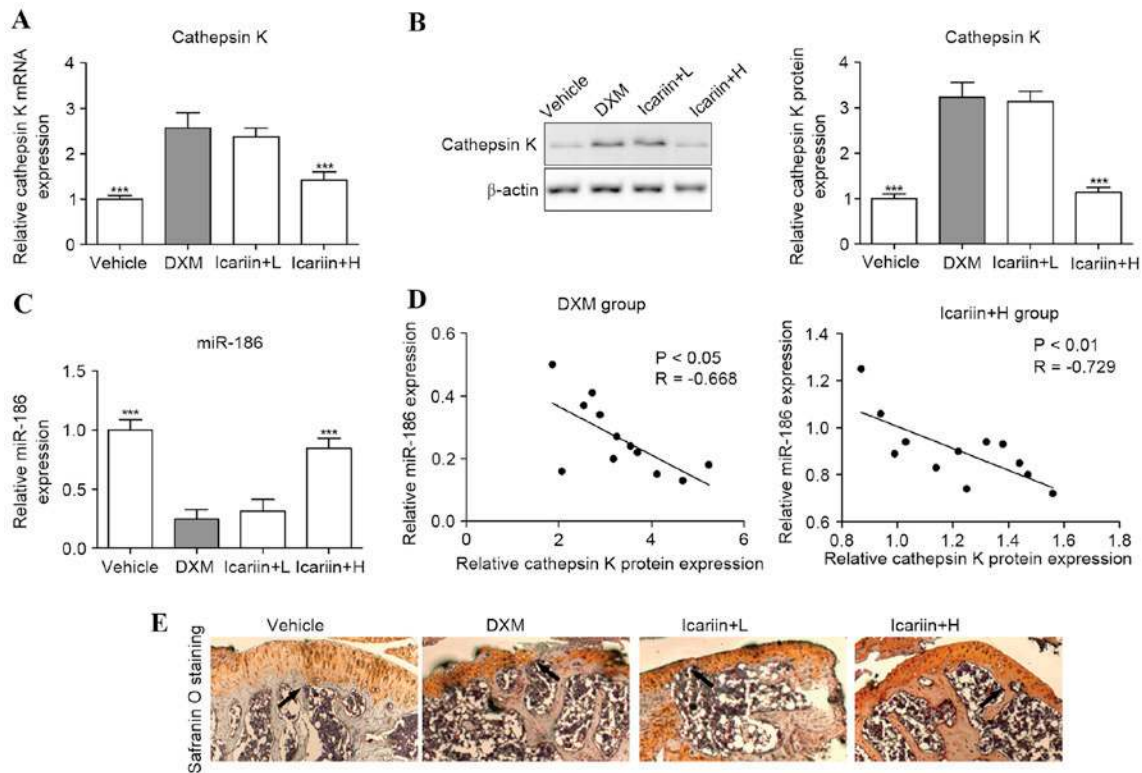 A
Cathepsin K
Relative cathepsin K mRNA
expression
4
3
2
1
0
***
***
Vehicle
DXM
Icariin+L
Icariin+H
B
Vehicle
DXM
Icariin+L
Icariin+H
Cathepsin K
β-actin
Cathepsin K
Relative cathepsin K protein
expression
4
3
2
1
0
***
***
Vehicle
DXM
Icariin+L
Icariin+H
C
miR-186
Relative miR-186
expression
1.5
1.0
0.5
0.0
***
***
Vehicle
DXM
Icariin+L
Icariin+H
D
DXM group
Relative miR-186 expression
0.6
0.4
0.2
0.0
P < 0.05
R = -0.668
0
2
4
6
Relative cathepsin K protein expression
Icariin+H group
Relative miR-186 expression
1.4
1.2
1.0
0.8
0.6
P < 0.01
R = -0.729
0.8
1.0
1.2
1.4
1.6
1.8
Relative cathepsin K protein expression
E
Safranin O staining
Vehicle
DXM
Icariin+L
Icariin+H